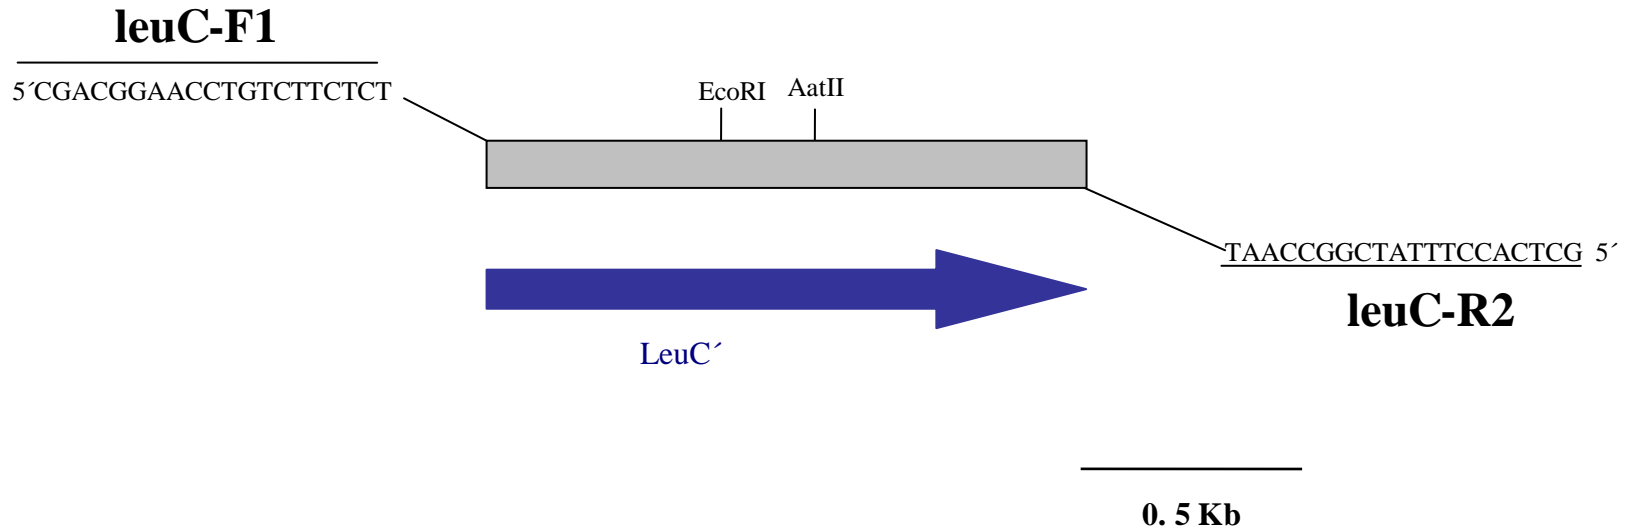 leuC-F1
5´CGACGGAACCTGTCTTCTCT
EcoRI AatII
TAACCGGCTATTTCCACTCG 5´
leuC-R2
LeuC´
0. 5 Kb